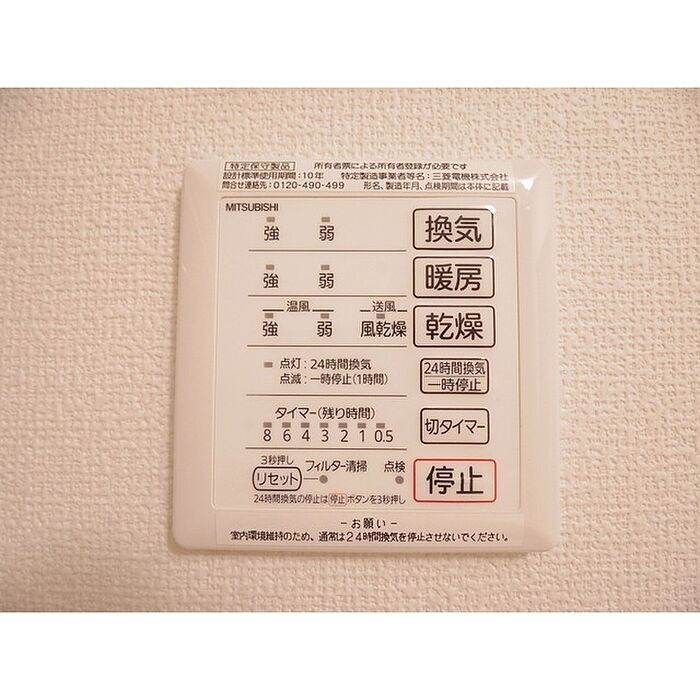 特定保守製品 所有者票による所有者登録が必要です
設計標準使用期間:10年 特定製造事業者等名:三菱電機株式会社
問合せ連絡先:0120-490-499 形名、製造年月、点検期間は本体に記載
MITSUBISHI
強 弱 換気
強 弱 暖房
温風 送風
強 弱 風乾燥 乾燥
点灯:24時間換気
点滅:一時停止(1時間)
24時間換気
一時停止
タイマー(残り時間)
8 6 4 3 2 1 0.5
切タイマー
3秒押し
リセット フィルター清掃 点検
停止
24時間換気の停止は停止ボタンを3秒押し
-お願い-
室内環境維持のため、通常は24時間換気を停止させないでください。